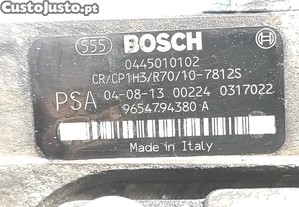 CustoJusto.pt
S55 BOSCH
0445010102
CR/CP1H3/R70/10-7812S
PSA 04-08-13 00224 0317022
9654794380 A
Made in Italy